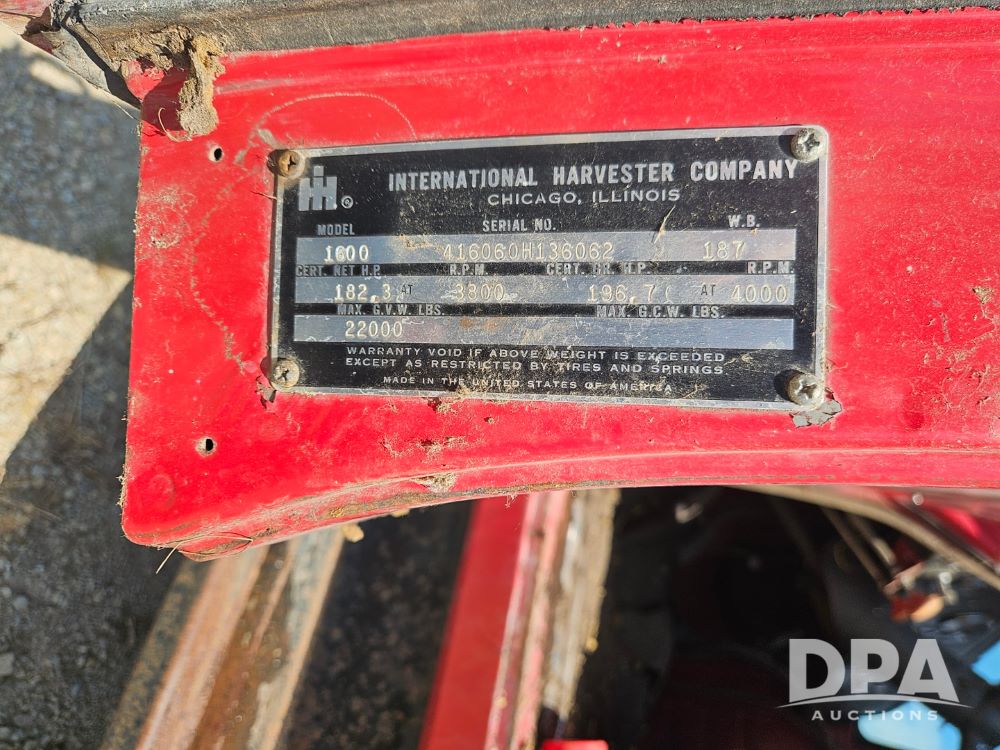 IH ®
INTERNATIONAL HARVESTER COMPANY
CHICAGO, ILLINOIS
MODEL SERIAL NO. W.B.
1600 416060H136062 187
CERT. NET H.P. R.P.M. CERT. GR. H.P. R.P.M.
182,3 AT 3800 196,7 AT 4000
MAX. G.V.W. LBS. MAX. G.C.W. LBS.
22000
WARRANTY VOID IF ABOVE WEIGHT IS EXCEEDED
EXCEPT AS RESTRICTED BY TIRES AND SPRINGS
MADE IN THE UNITED STATES OF AMERICA
DPA
AUCTIONS